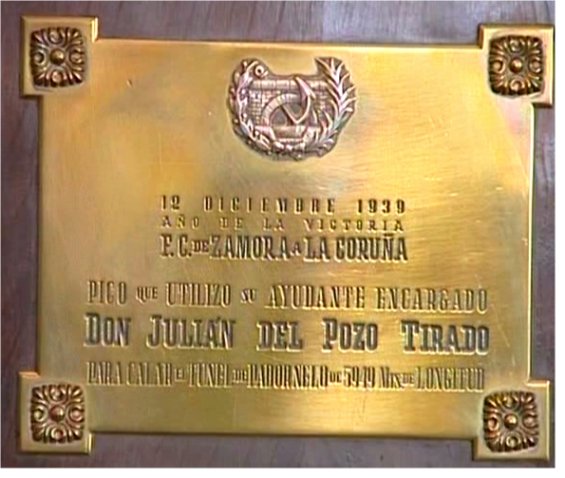 12 DICIEMBRE 1939
AÑO DE LA VICTORIA
F.C. DE ZAMORA A LA CORUÑA
PICO QUE UTILIZO SU AYUDANTE ENCARGADO
DON JULIÁN DEL POZO TIRADO
PARA CALAR EL TUNEL DE PADORNELO DE 5949 Mts. DE LONGITUD